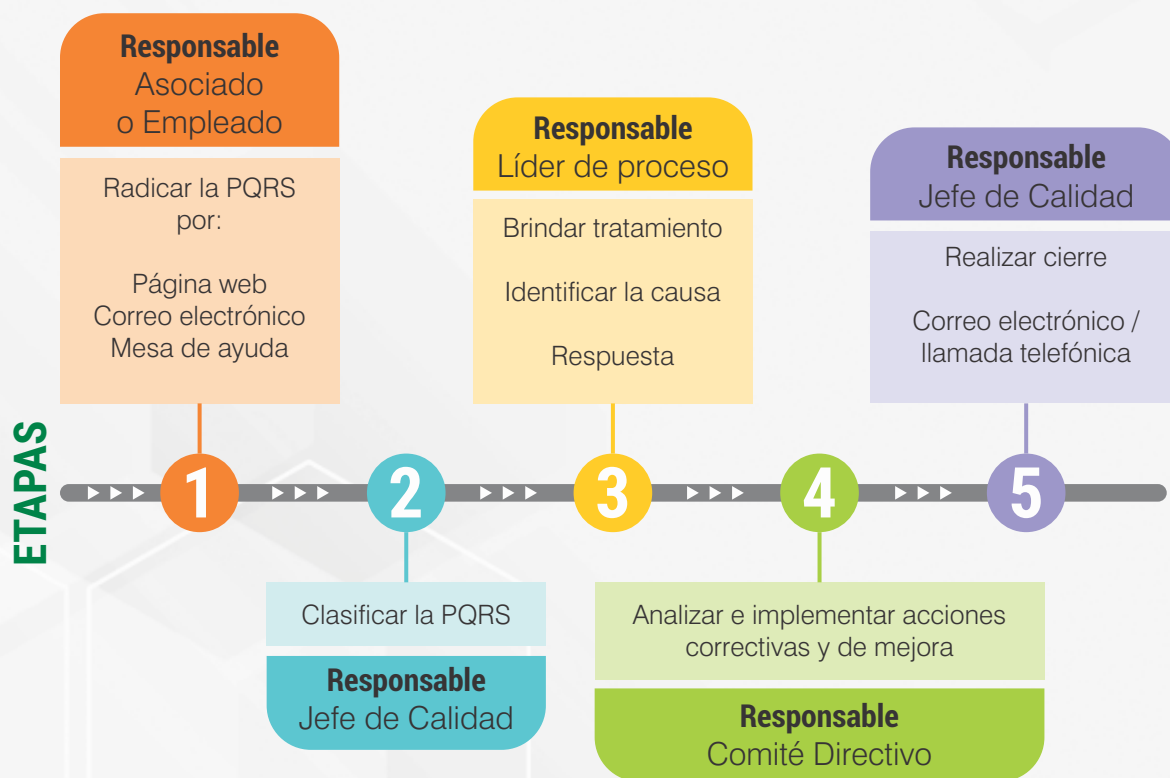 Responsable
Asociado
o Empleado
Radicar la PQRS
por:
Página web
Correo electrónico
Mesa de ayuda
Responsable
Líder de proceso
Brindar tratamiento
Identificar la causa
Respuesta
Responsable
Jefe de Calidad
Realizar cierre
Correo electrónico /
llamada telefónica
ETAPAS
1
2
3
4
5
Clasificar la PQRS
Responsable
Jefe de Calidad
Analizar e implementar acciones
correctivas y de mejora
Responsable
Comité Directivo